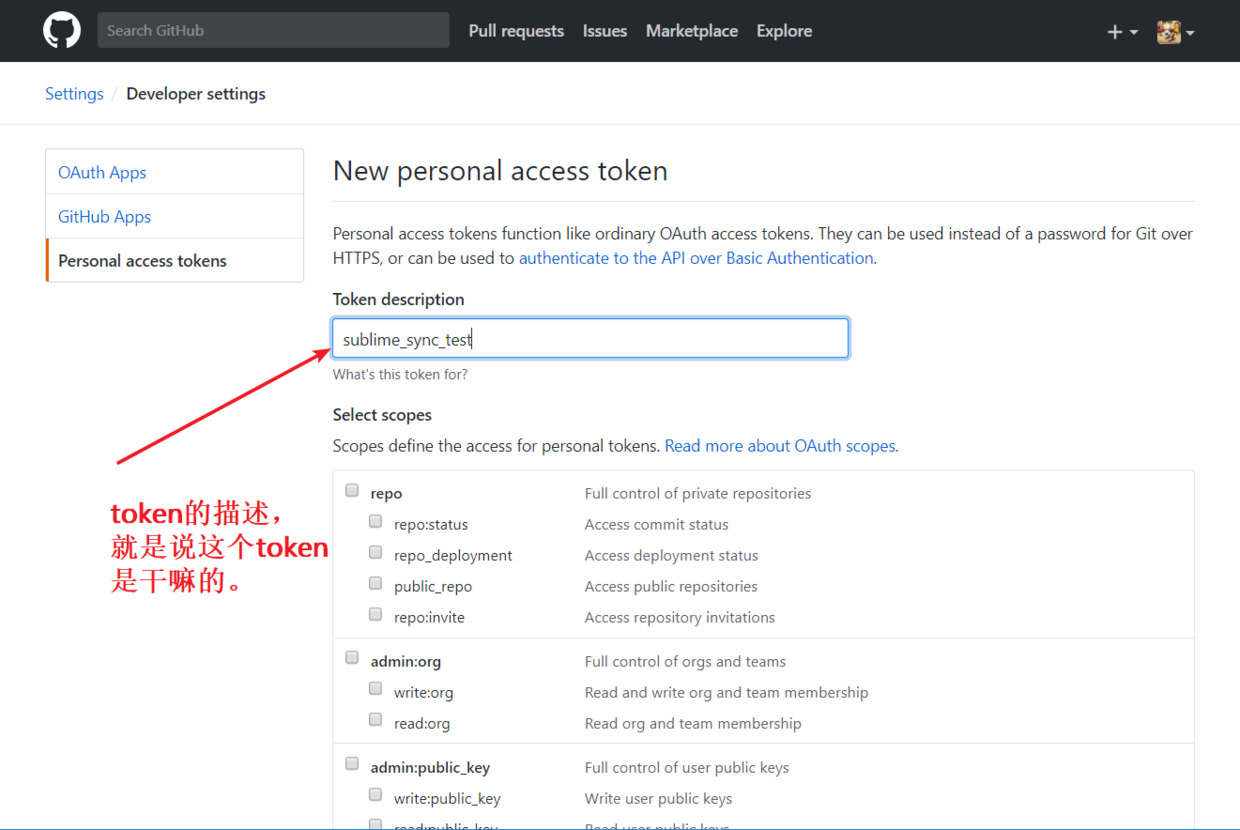 Search GitHub
Pull requests Issues Marketplace Explore
Settings / Developer settings
OAuth Apps
GitHub Apps
Personal access tokens
New personal access token
Personal access tokens function like ordinary OAuth access tokens. They can be used instead of a password for Git over
HTTPS, or can be used to authenticate to the API over Basic Authentication.
Token description
sublime_sync_test
What's this token for?
token的描述，
就是说这个token
是干嘛的。
Select scopes
Scopes define the access for personal tokens. Read more about OAuth scopes.
repo Full control of private repositories
repo:status Access commit status
repo_deployment Access deployment status
public_repo Access public repositories
repo:invite Access repository invitations
admin:org Full control of orgs and teams
write:org Read and write org and team membership
read:org Read org and team membership
admin:public_key Full control of user public keys
write:public_key Write user public keys
read:public_key Read user public keys